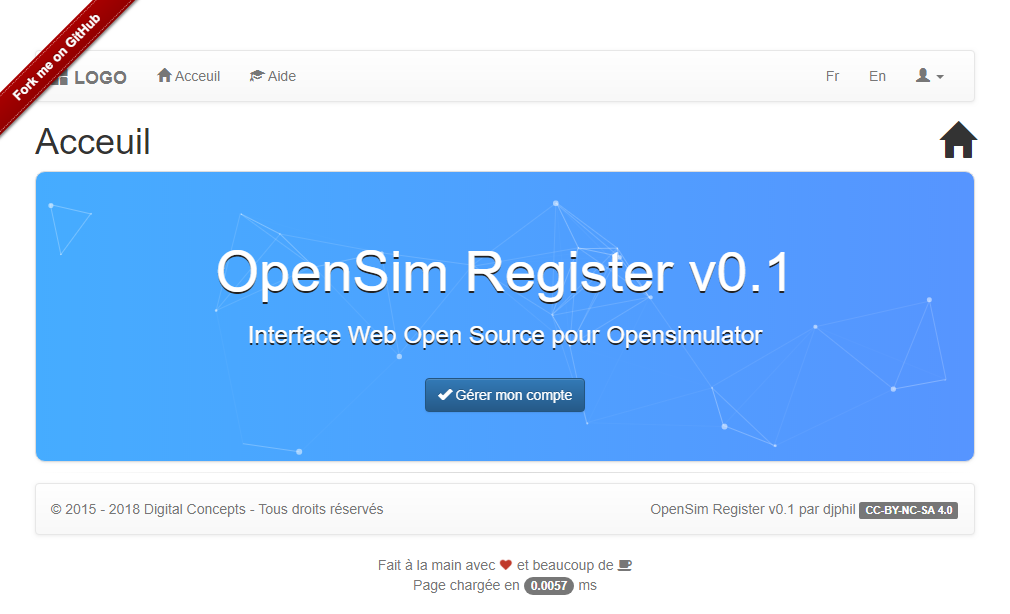 Fork me on GitHub
LOGO Acceuil Aide Fr En
Acceuil
OpenSim Register v0.1
Interface Web Open Source pour Opensimulator
Gérer mon compte
© 2015 - 2018 Digital Concepts - Tous droits réservés OpenSim Register v0.1 par djphil CC-BY-NC-SA 4.0
Fait à la main avec et beaucoup de
Page chargée en 0.0057 ms